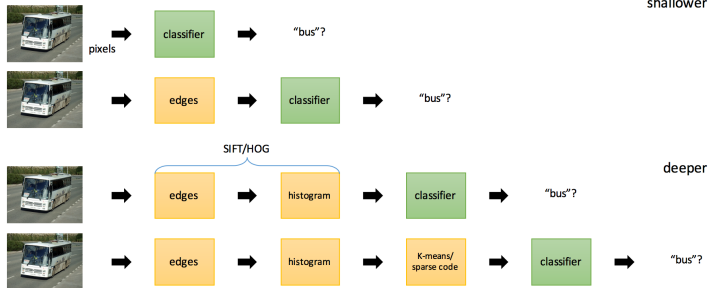 shallower
pixels
classifier
“bus”?
edges
classifier
“bus”?
SIFT/HOG
deeper
edges
histogram
classifier
“bus”?
edges
histogram
K-means/
sparse code
classifier
“bus”?